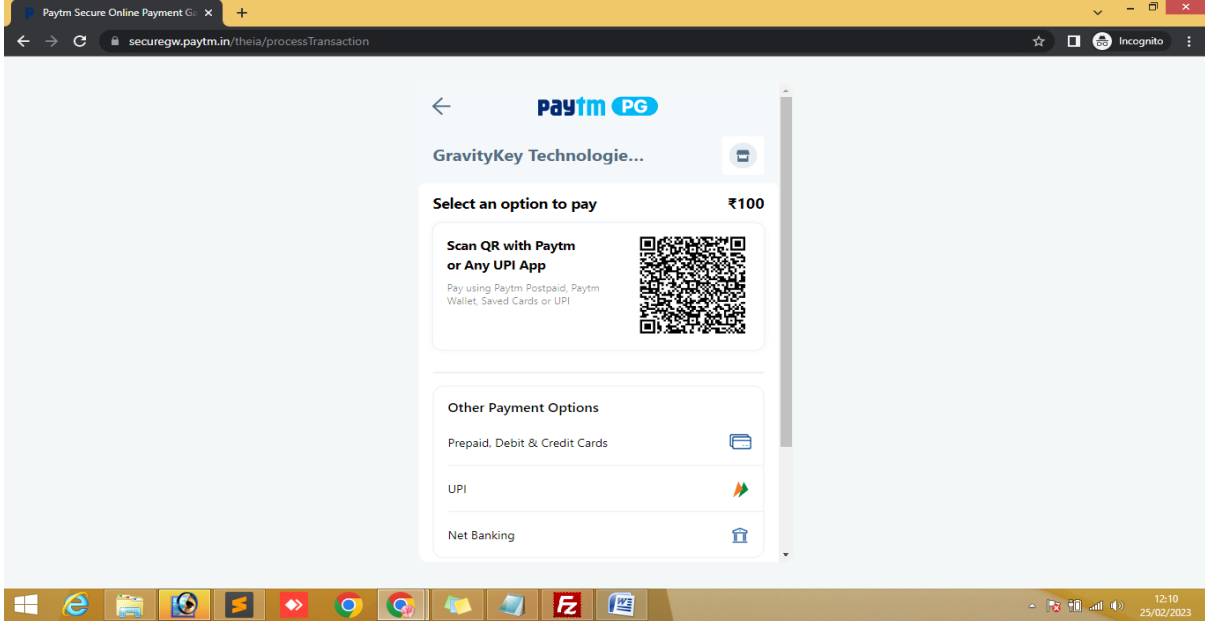 Paytm Secure Online Payment Ga
securegw.paytm.in/theia/processTransaction
Incognito
paytm PG
GravityKey Technologie...
Select an option to pay
₹100
Scan QR with Paytm
or Any UPI App
Pay using Paytm Postpaid, Paytm
Wallet, Saved Cards or UPI
Other Payment Options
Prepaid, Debit & Credit Cards
UPI
Net Banking
12:10
25/02/2023